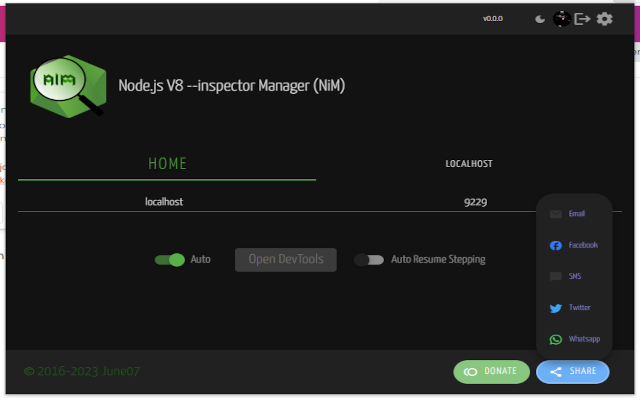 v0.0.0
NiM
Node.js V8 --inspector Manager (NiM)
HOME
LOCALHOST
localhost
9229
Email
Facebook
Auto
Open DevTools
Auto Resume Stepping
SMS
Twitter
Whatsapp
© 2016-2023 June07
DONATE
SHARE